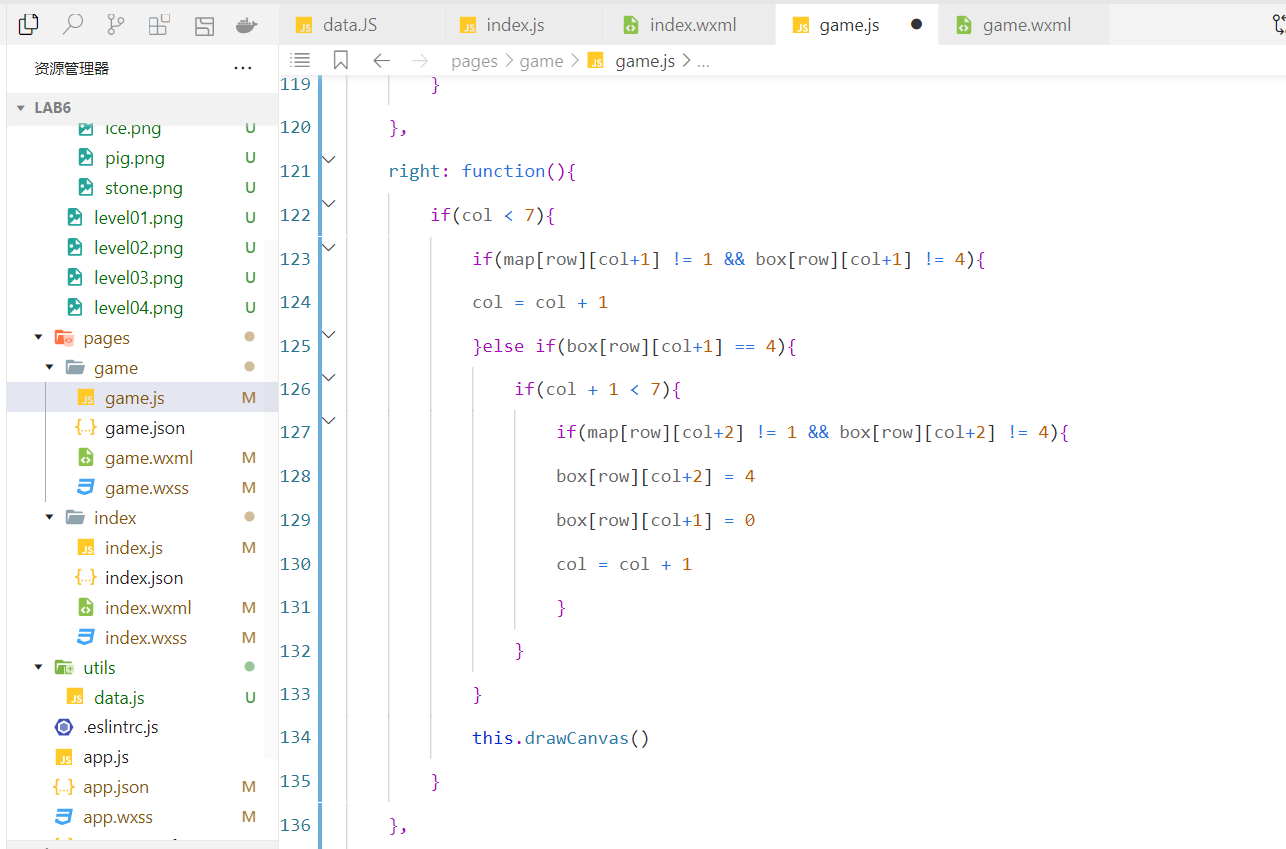 data.JS
index.js
index.wxml
game.js
game.wxml
资源管理器
pages > game > game.js > ...
LAB6
ice.png U
pig.png U
stone.png U
level01.png U
level02.png U
level03.png U
level04.png U
pages
game
game.js M
game.json
game.wxml M
game.wxss M
index
index.js M
index.json
index.wxml M
index.wxss M
utils
data.js U
.eslintrc.js
app.js
app.json M
app.wxss M
119 }
120 },
121 right: function(){
122 if(col < 7){
123 if(map[row][col+1] != 1 && box[row][col+1] != 4){
124 col = col + 1
125 }else if(box[row][col+1] == 4){
126 if(col + 1 < 7){
127 if(map[row][col+2] != 1 && box[row][col+2] != 4){
128 box[row][col+2] = 4
129 box[row][col+1] = 0
130 col = col + 1
131 }
132 }
133 }
134 this.drawCanvas()
135 }
136 },